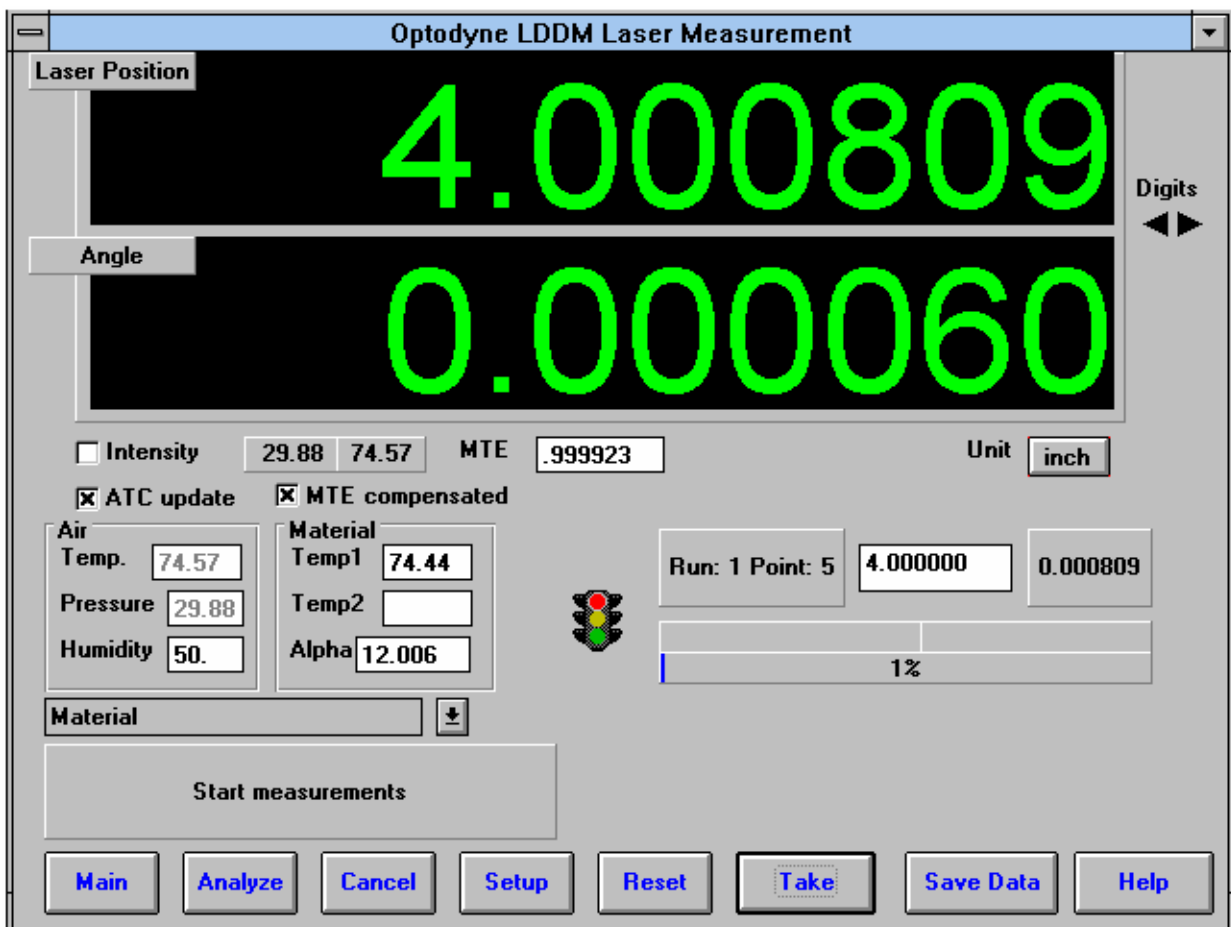 Optodyne LDDM Laser Measurement
Laser Position
4.000809
Digits
Angle
0.000060
Intensity 29.88 74.57 MTE .999923 Unit inch
ATC update MTE compensated
Air Material
Temp. 74.57 Temp1 74.44
Run: 1 Point: 5 4.000000 0.000809
Pressure 29.88 Temp2
Humidity 50. Alpha 12.006
1%
Material
Start measurements
Main Analyze Cancel Setup Reset Take Save Data Help